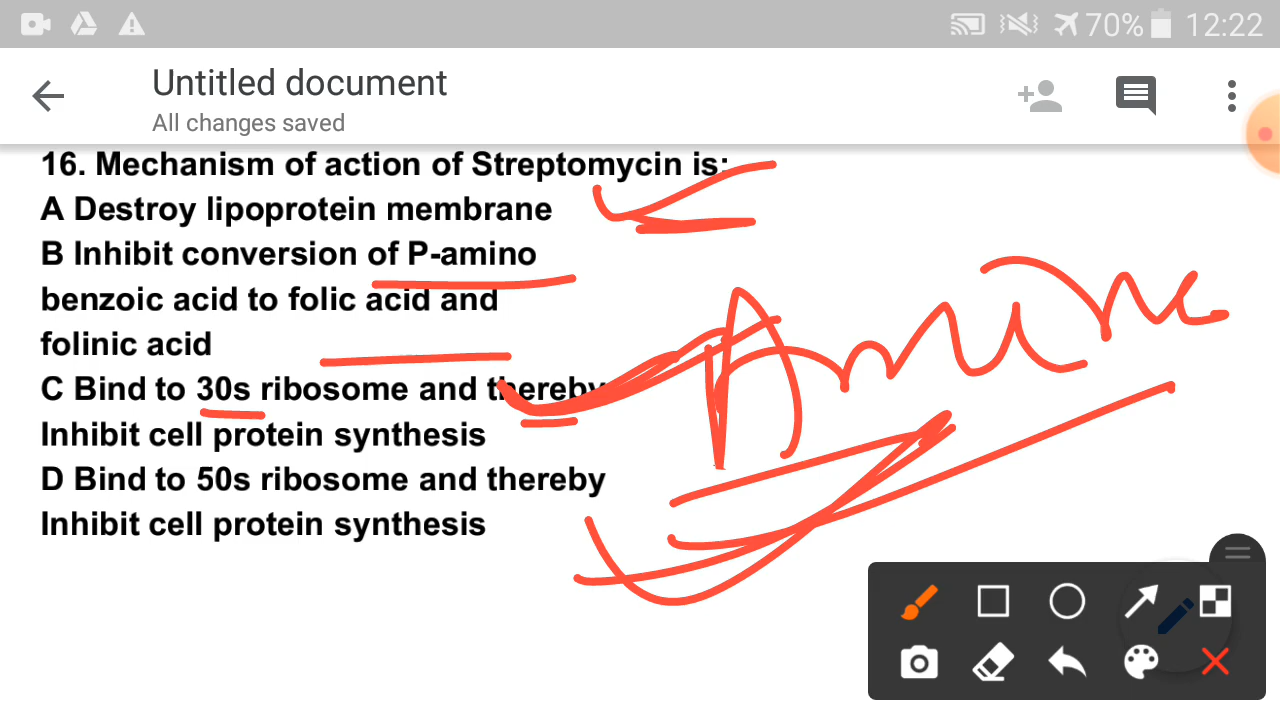 70% 12:22
Untitled document
All changes saved
16. Mechanism of action of Streptomycin is:
A Destroy lipoprotein membrane
B Inhibit conversion of P-amino
benzoic acid to folic acid and
folinic acid
C Bind to 30s ribosome and thereby
Inhibit cell protein synthesis
D Bind to 50s ribosome and thereby
Inhibit cell protein synthesis